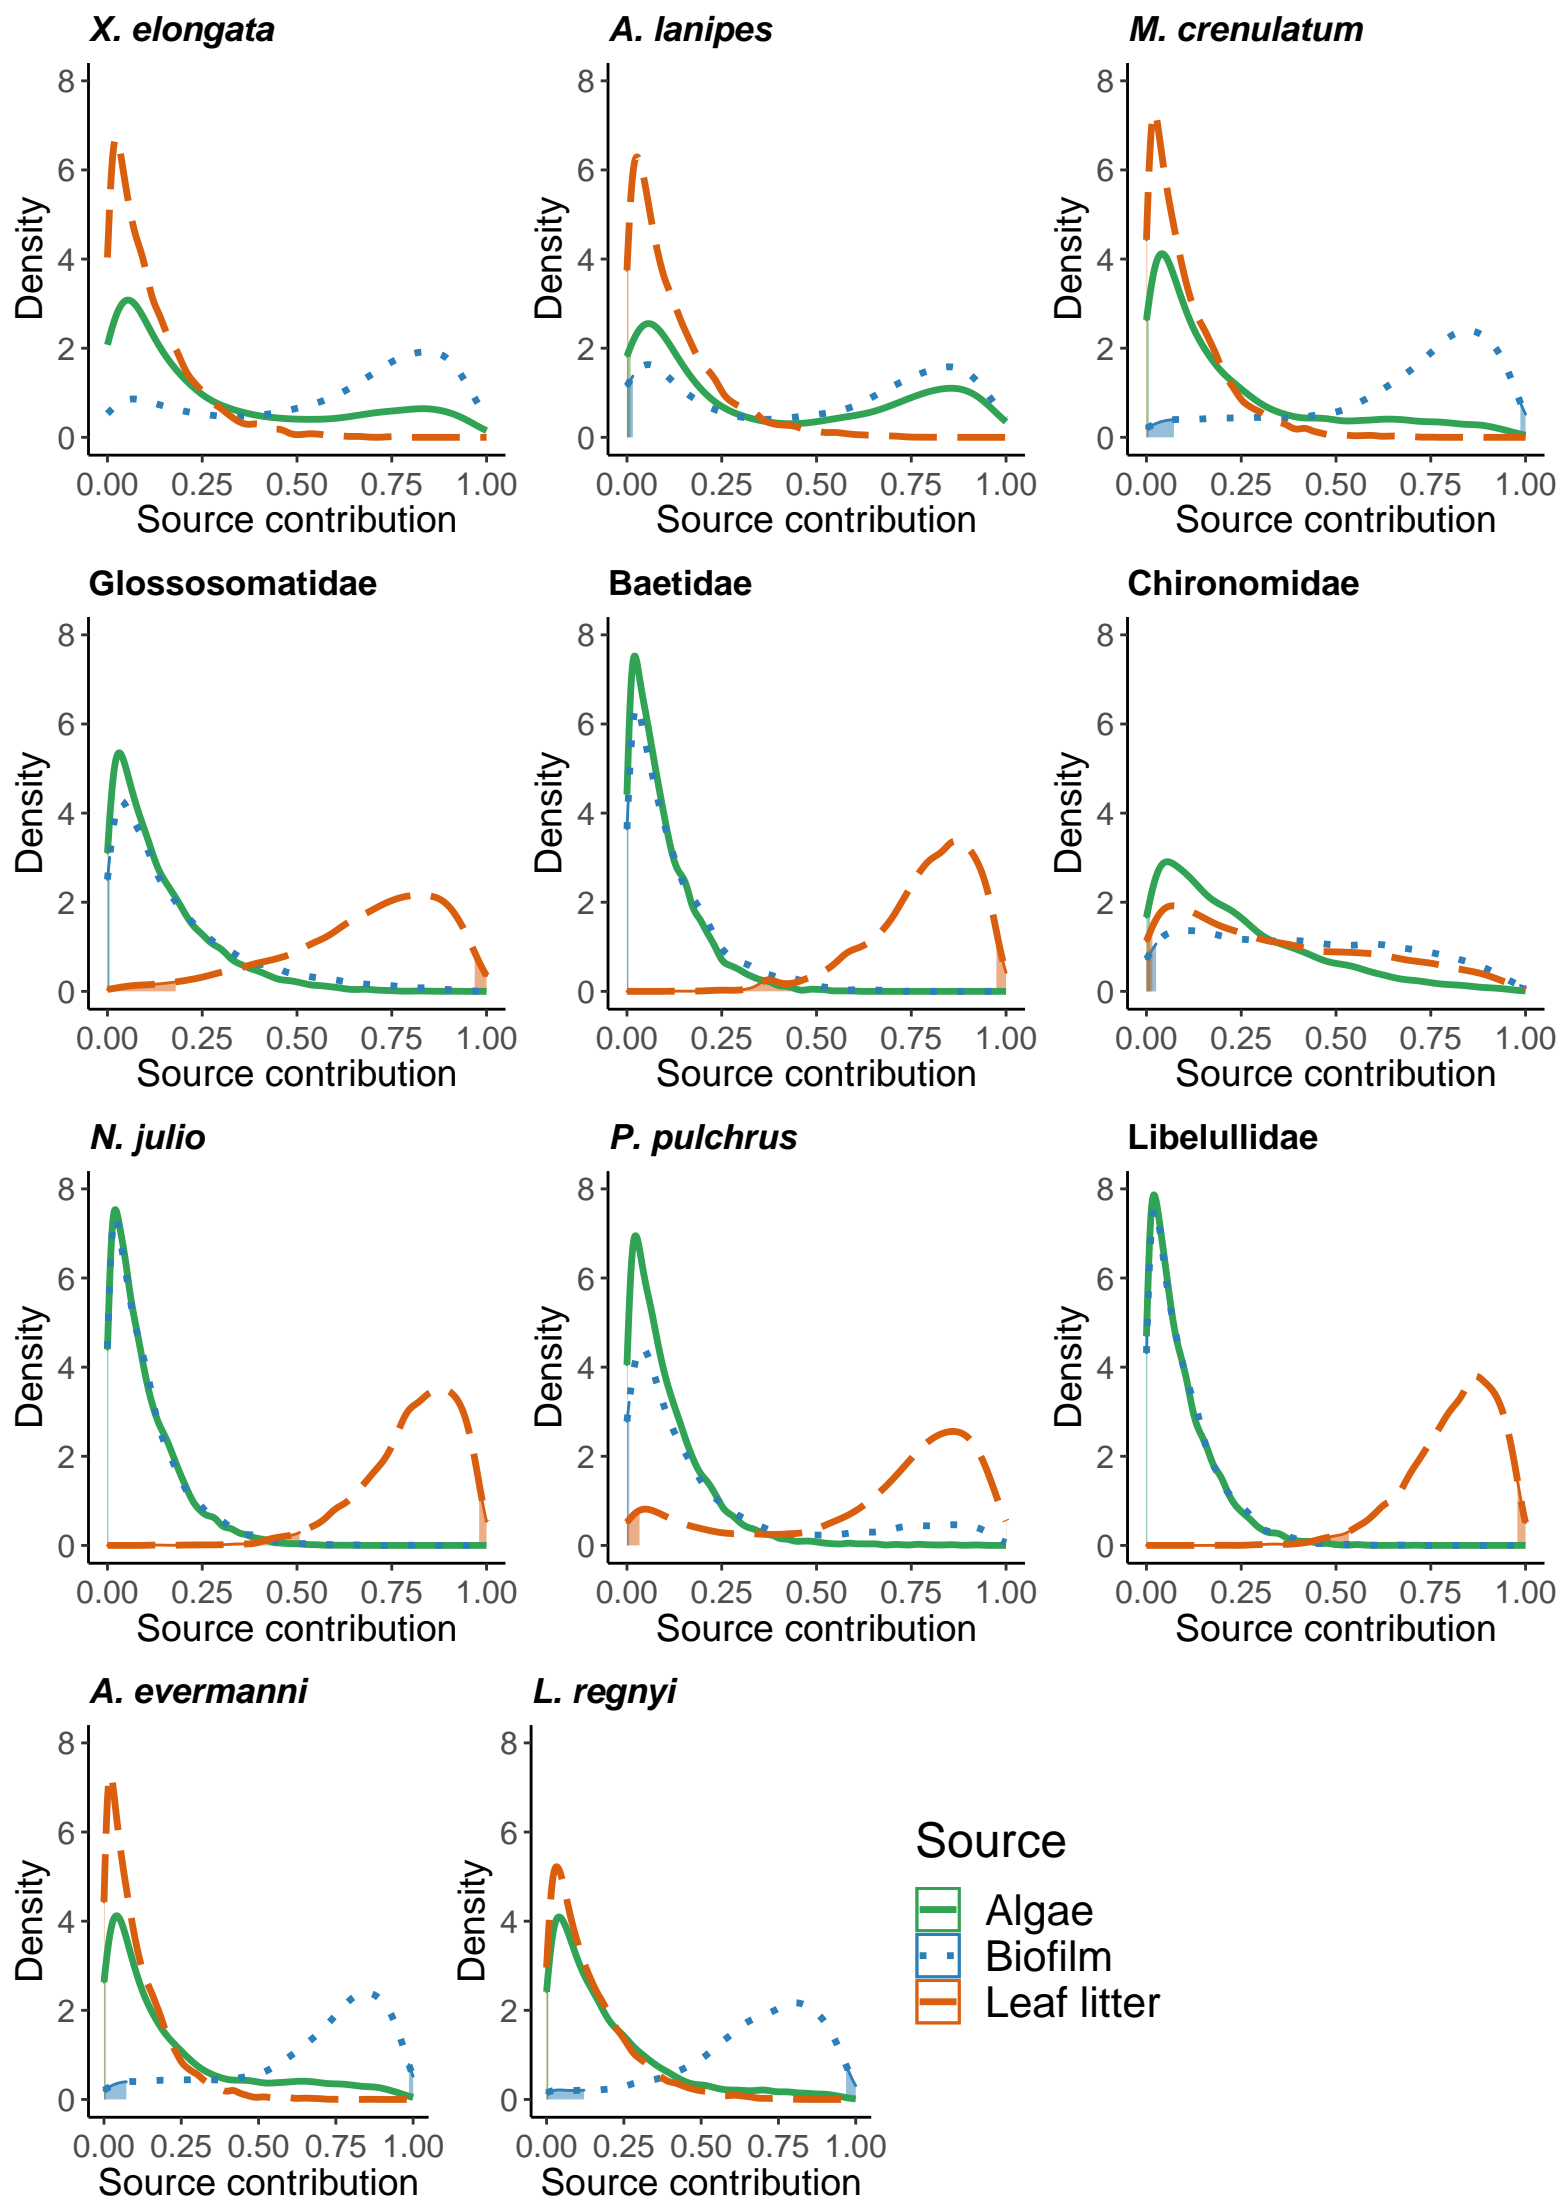 X. elongata
A. lanipes
M. crenulatum
8
6
4
2
0
Density
0.00 0.25 0.50 0.75 1.00
Source contribution
8
6
4
2
0
Density
0.00 0.25 0.50 0.75 1.00
Source contribution
8
6
4
2
0
Density
0.00 0.25 0.50 0.75 1.00
Source contribution
Glossosomatidae
Baetidae
Chironomidae
8
6
4
2
0
Density
0.00 0.25 0.50 0.75 1.00
Source contribution
8
6
4
2
0
Density
0.00 0.25 0.50 0.75 1.00
Source contribution
8
6
4
2
0
Density
0.00 0.25 0.50 0.75 1.00
Source contribution
N. julio
P. pulchrus
Libelullidae
8
6
4
2
0
Density
0.00 0.25 0.50 0.75 1.00
Source contribution
8
6
4
2
0
Density
0.00 0.25 0.50 0.75 1.00
Source contribution
8
6
4
2
0
Density
0.00 0.25 0.50 0.75 1.00
Source contribution
A. evermanni
L. regnyi
8
6
4
2
0
Density
0.00 0.25 0.50 0.75 1.00
Source contribution
8
6
4
2
0
Density
0.00 0.25 0.50 0.75 1.00
Source contribution
Source
Algae
Biofilm
Leaf litter